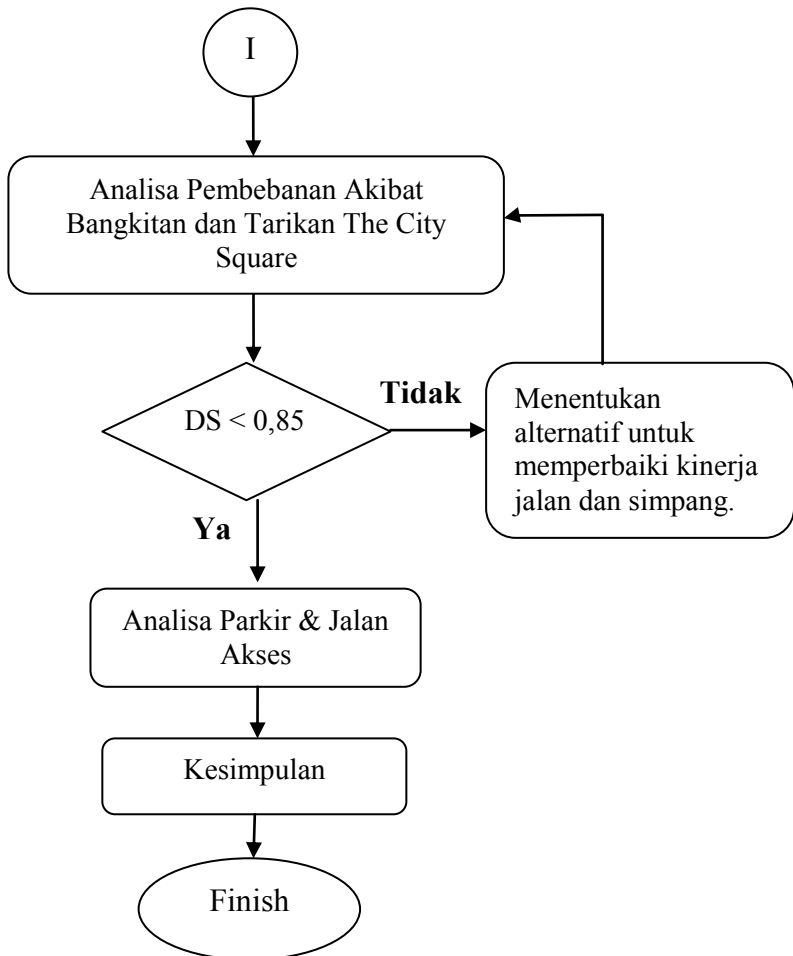 I
Analisa Pembebanan Akibat
Bangkitan dan Tarikan The City
Square
DS < 0,85
Tidak
Menentukan
alternatif untuk
memperbaiki kinerja
jalan dan simpang.
Ya
Analisa Parkir & Jalan
Akses
Kesimpulan
Finish